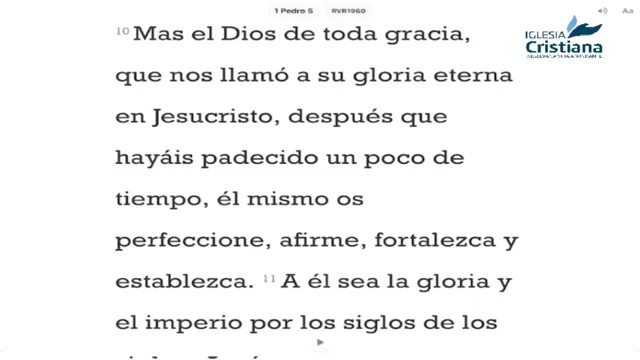 1 Pedro 5 RVR1960 Aa
IGLESIA
Cristiana
10 Mas el Dios de toda gracia,
que nos llamó a su gloria eterna
en Jesucristo, después que
hayáis padecido un poco de
tiempo, él mismo os
perfeccione, afirme, fortalezca y
establezca. 11 A él sea la gloria y
el imperio por los siglos de los